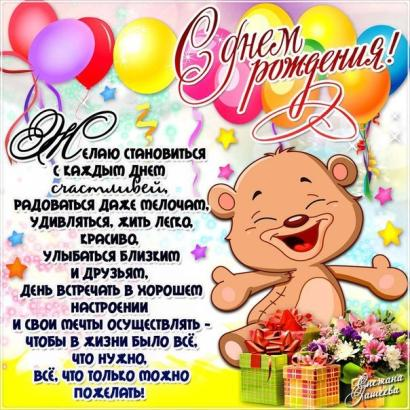 С днем
рождения!
Желаю становиться
с каждым днем
счастливей,
радоваться даже мелочам,
удивляться, жить легко,
красиво,
улыбаться близким
и друзьям,
день встречать в хорошем
настроении
и свои мечты осуществлять -
чтобы в жизни было всё,
что нужно,
всё, что только можно
пожелать!
Снежана